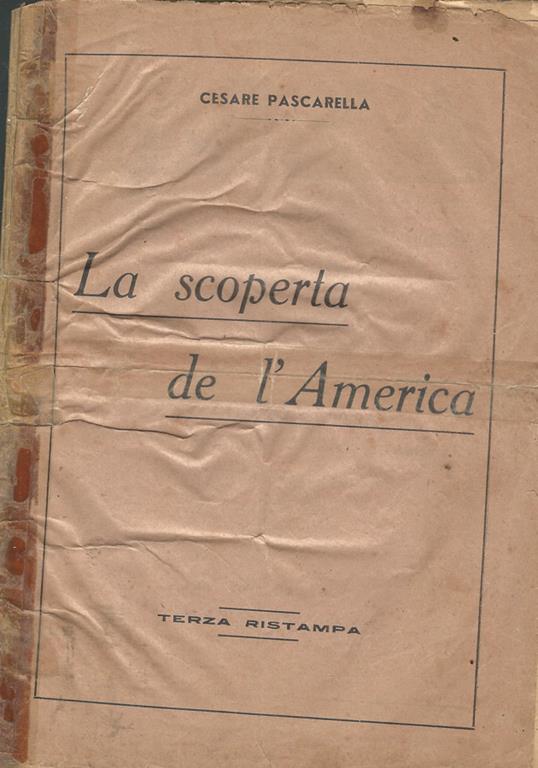 CESARE PASCARELLA
La scoperta
de l'America
TERZA RISTAMPA